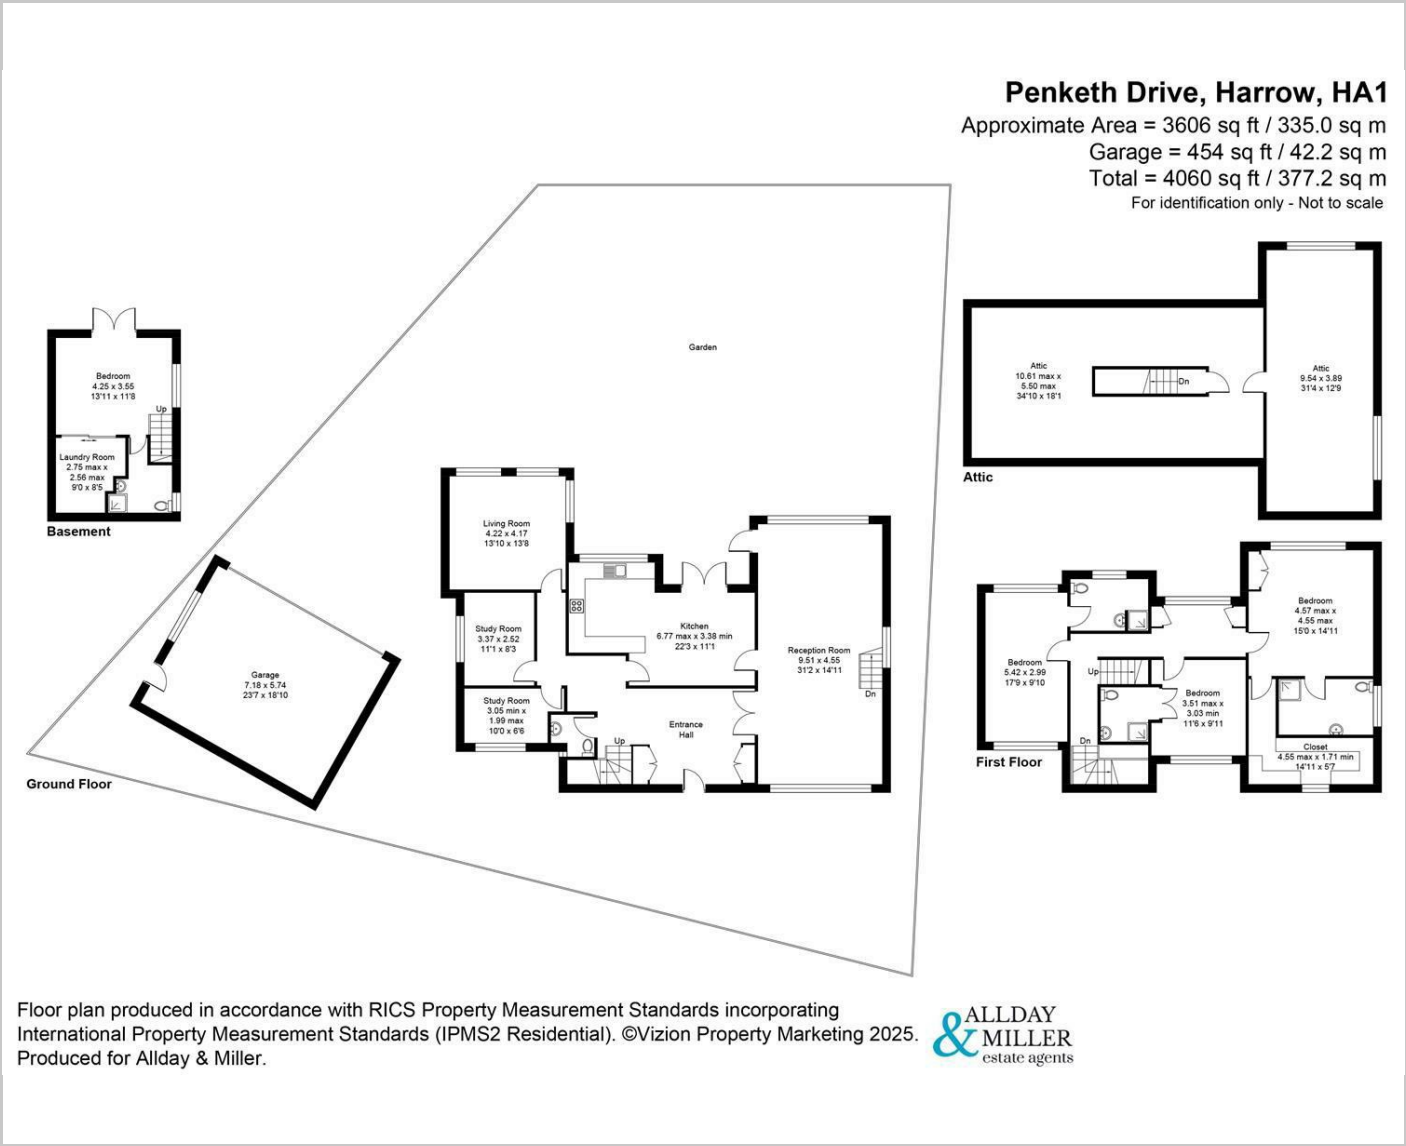 Penketh Drive, Harrow, HA1
Approximate Area = 3606 sq ft / 335.0 sq m
Garage = 454 sq ft / 42.2 sq m
Total = 4060 sq ft / 377.2 sq m
For identification only - Not to scale
Garden
Bedroom
4.25 x 3.55
13'11 x 11'8
Up
Laundry Room
2.75 max x
2.56 max
9'0 x 8'5
Basement
Attic
10.61 max x
5.50 max
34'10 x 18'1
Dn
Attic
9.54 x 3.89
31'4 x 12'9
Attic
Living Room
4.22 x 4.17
13'10 x 13'8
Study Room
3.37 x 2.52
11'1 x 8'3
Kitchen
6.77 max x 3.38 min
22'3 x 11'1
Reception Room
9.51 x 4.55
31'2 x 14'11
Dn
Study Room
3.05 min x
1.99 max
10'0 x 6'6
Entrance
Hall
Up
Garage
7.18 x 5.74
23'7 x 18'10
Ground Floor
Bedroom
4.57 max x
4.55 max
15'0 x 14'11
Bedroom
5.42 x 2.99
17'9 x 9'10
Up
Bedroom
3.51 max x
3.03 min
11'6 x 9'11
Dn
Closet
4.55 max x 1.71 min
14'11 x 5'7
First Floor
Floor plan produced in accordance with RICS Property Measurement Standards incorporating
International Property Measurement Standards (IPMS2 Residential). ©Vizion Property Marketing 2025.
Produced for Allday & Miller.
ALLDAY
& MILLER
estate agents